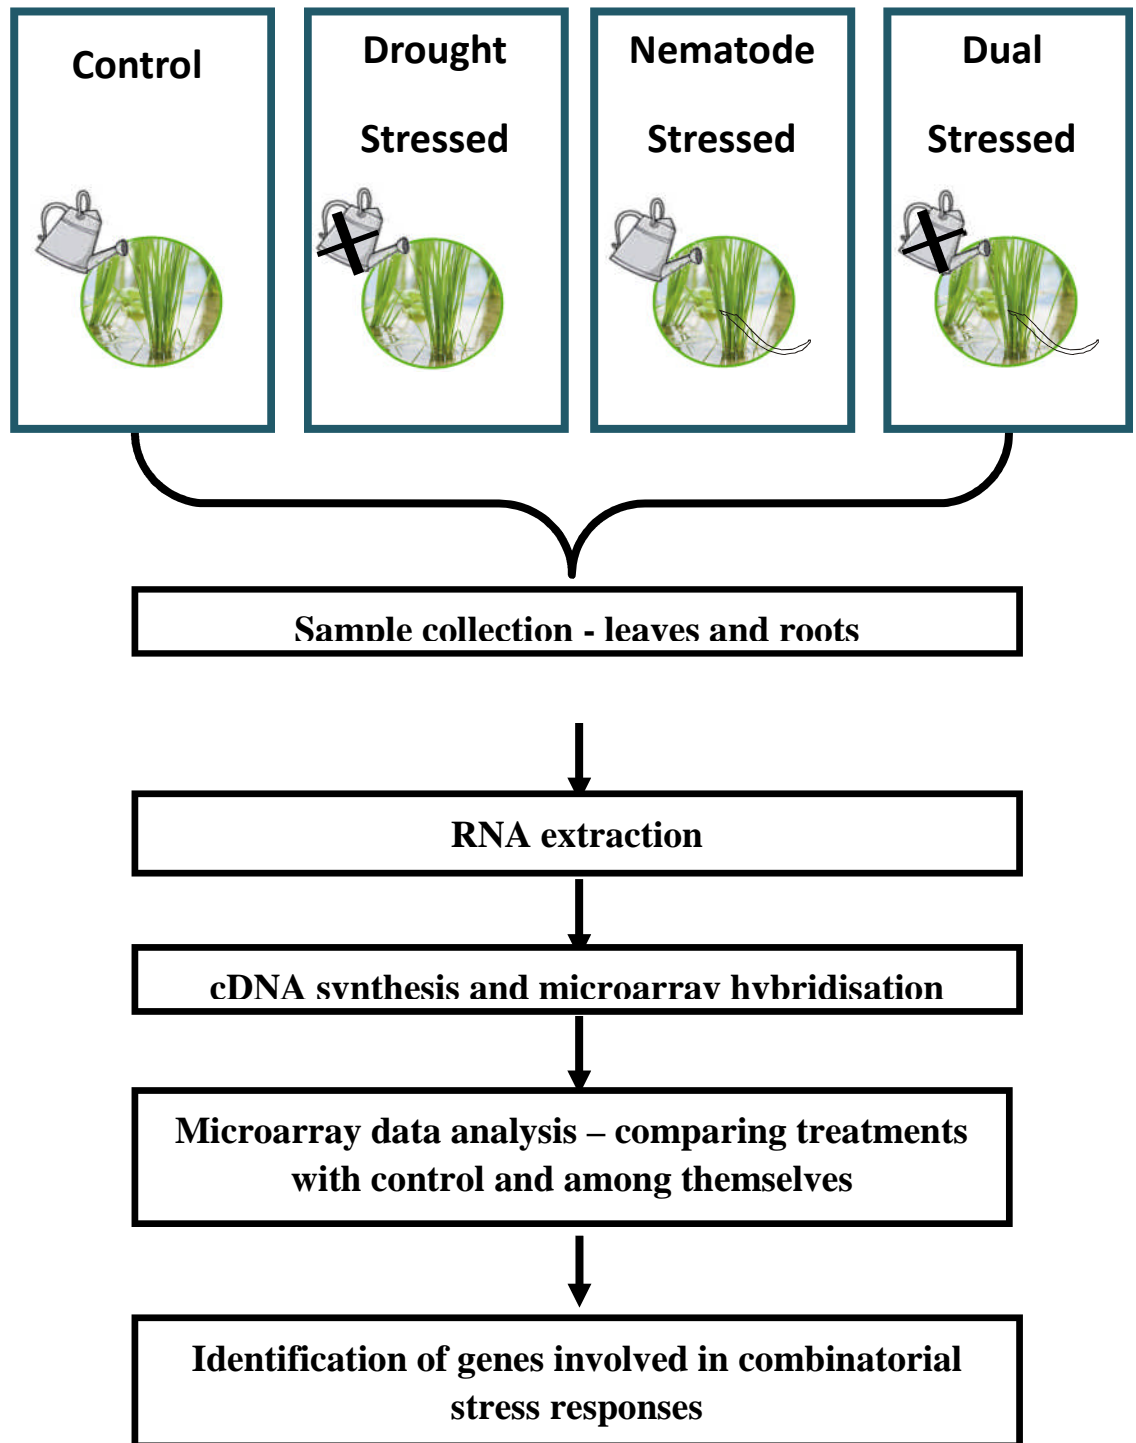 Control
Drought
Stressed
Nematode
Stressed
Dual
Stressed
Sample collection - leaves and roots
RNA extraction
cDNA synthesis and microarray hybridisation
Microarray data analysis – comparing treatments
with control and among themselves
Identification of genes involved in combinatorial
stress responses